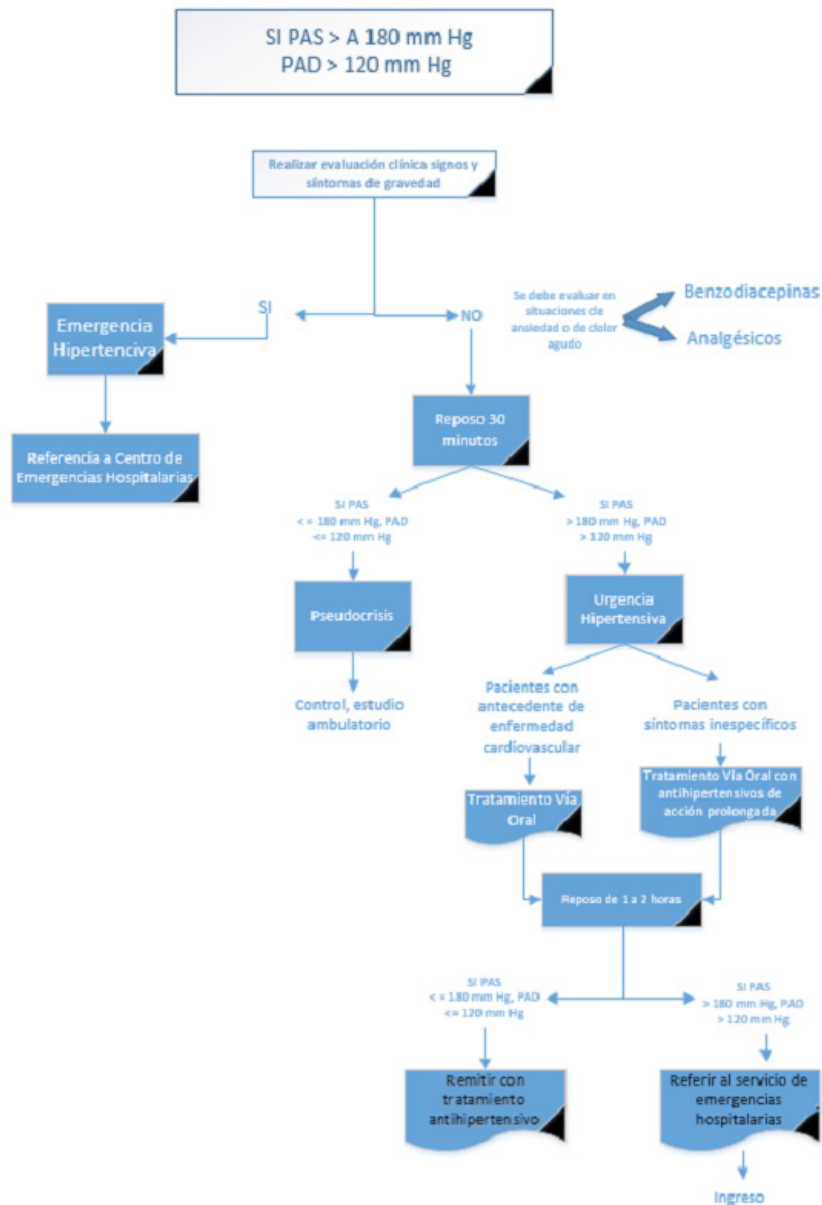 SI PAS > A 180 mm Hg
PAD > 120 mm Hg
Realizar evaluación clínica signos y
síntomas de gravedad
SI
NO
Se debe evaluar en
situaciones de
ansiedad o de dolor
agudo
Benzodiacepinas
Analgésicos
Emergencia
Hipertenciva
Referencia a Centro de
Emergencias Hospitalarias
Reposo 30
minutos
SI PAS
< = 180 mm Hg, PAD
<= 120 mm Hg
SI PAS
> 180 mm Hg, PAD
> 120 mm Hg
Pseudocrisis
Urgencia
Hipertensiva
Control, estudio
ambulatorio
Pacientes con
antecedente de
enfermedad
cardiovascular
Pacientes con
síntomas inespecíficos
Tratamiento Vía
Oral
Tratamiento Vía Oral con
antihipertensivos de
acción prolongada
Reposo de 1 a 2 horas
SI PAS
< = 180 mm Hg, PAD
<= 120 mm Hg
SI PAS
> 180 mm Hg, PAD
> 120 mm Hg
Remitir con
tratamiento
antihipertensivo
Referir al servicio de
emergencias
hospitalarias
Ingreso